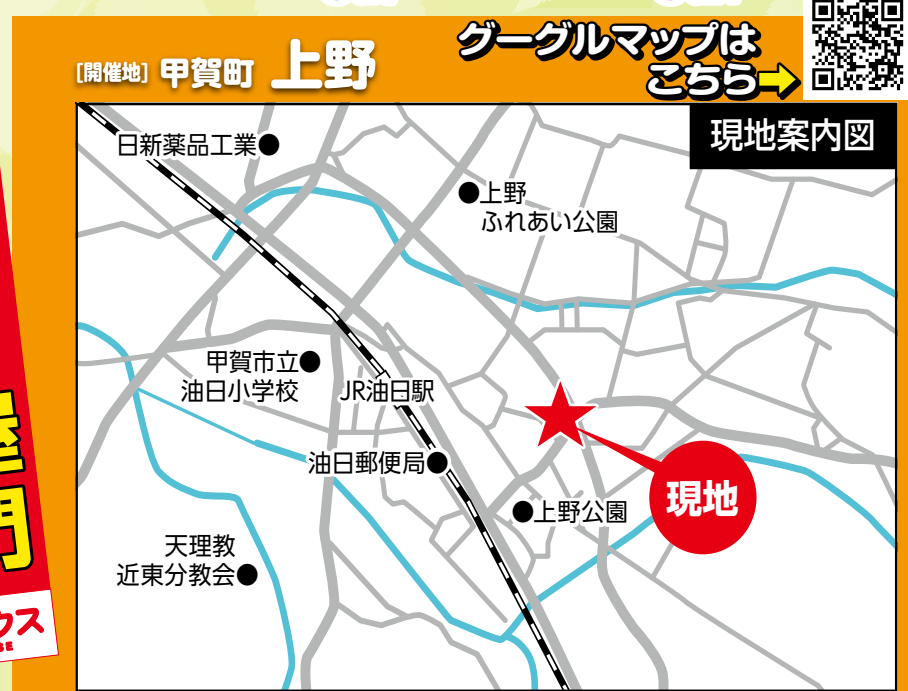 [開催地] 甲賀町 上野
グーグルマップは
こちら
現地案内図
日新薬品工業
上野
ふれあい公園
甲賀市立
油日小学校
JR油日駅
油日郵便局
現地
上野公園
天理教
近東分教会
門
ウス